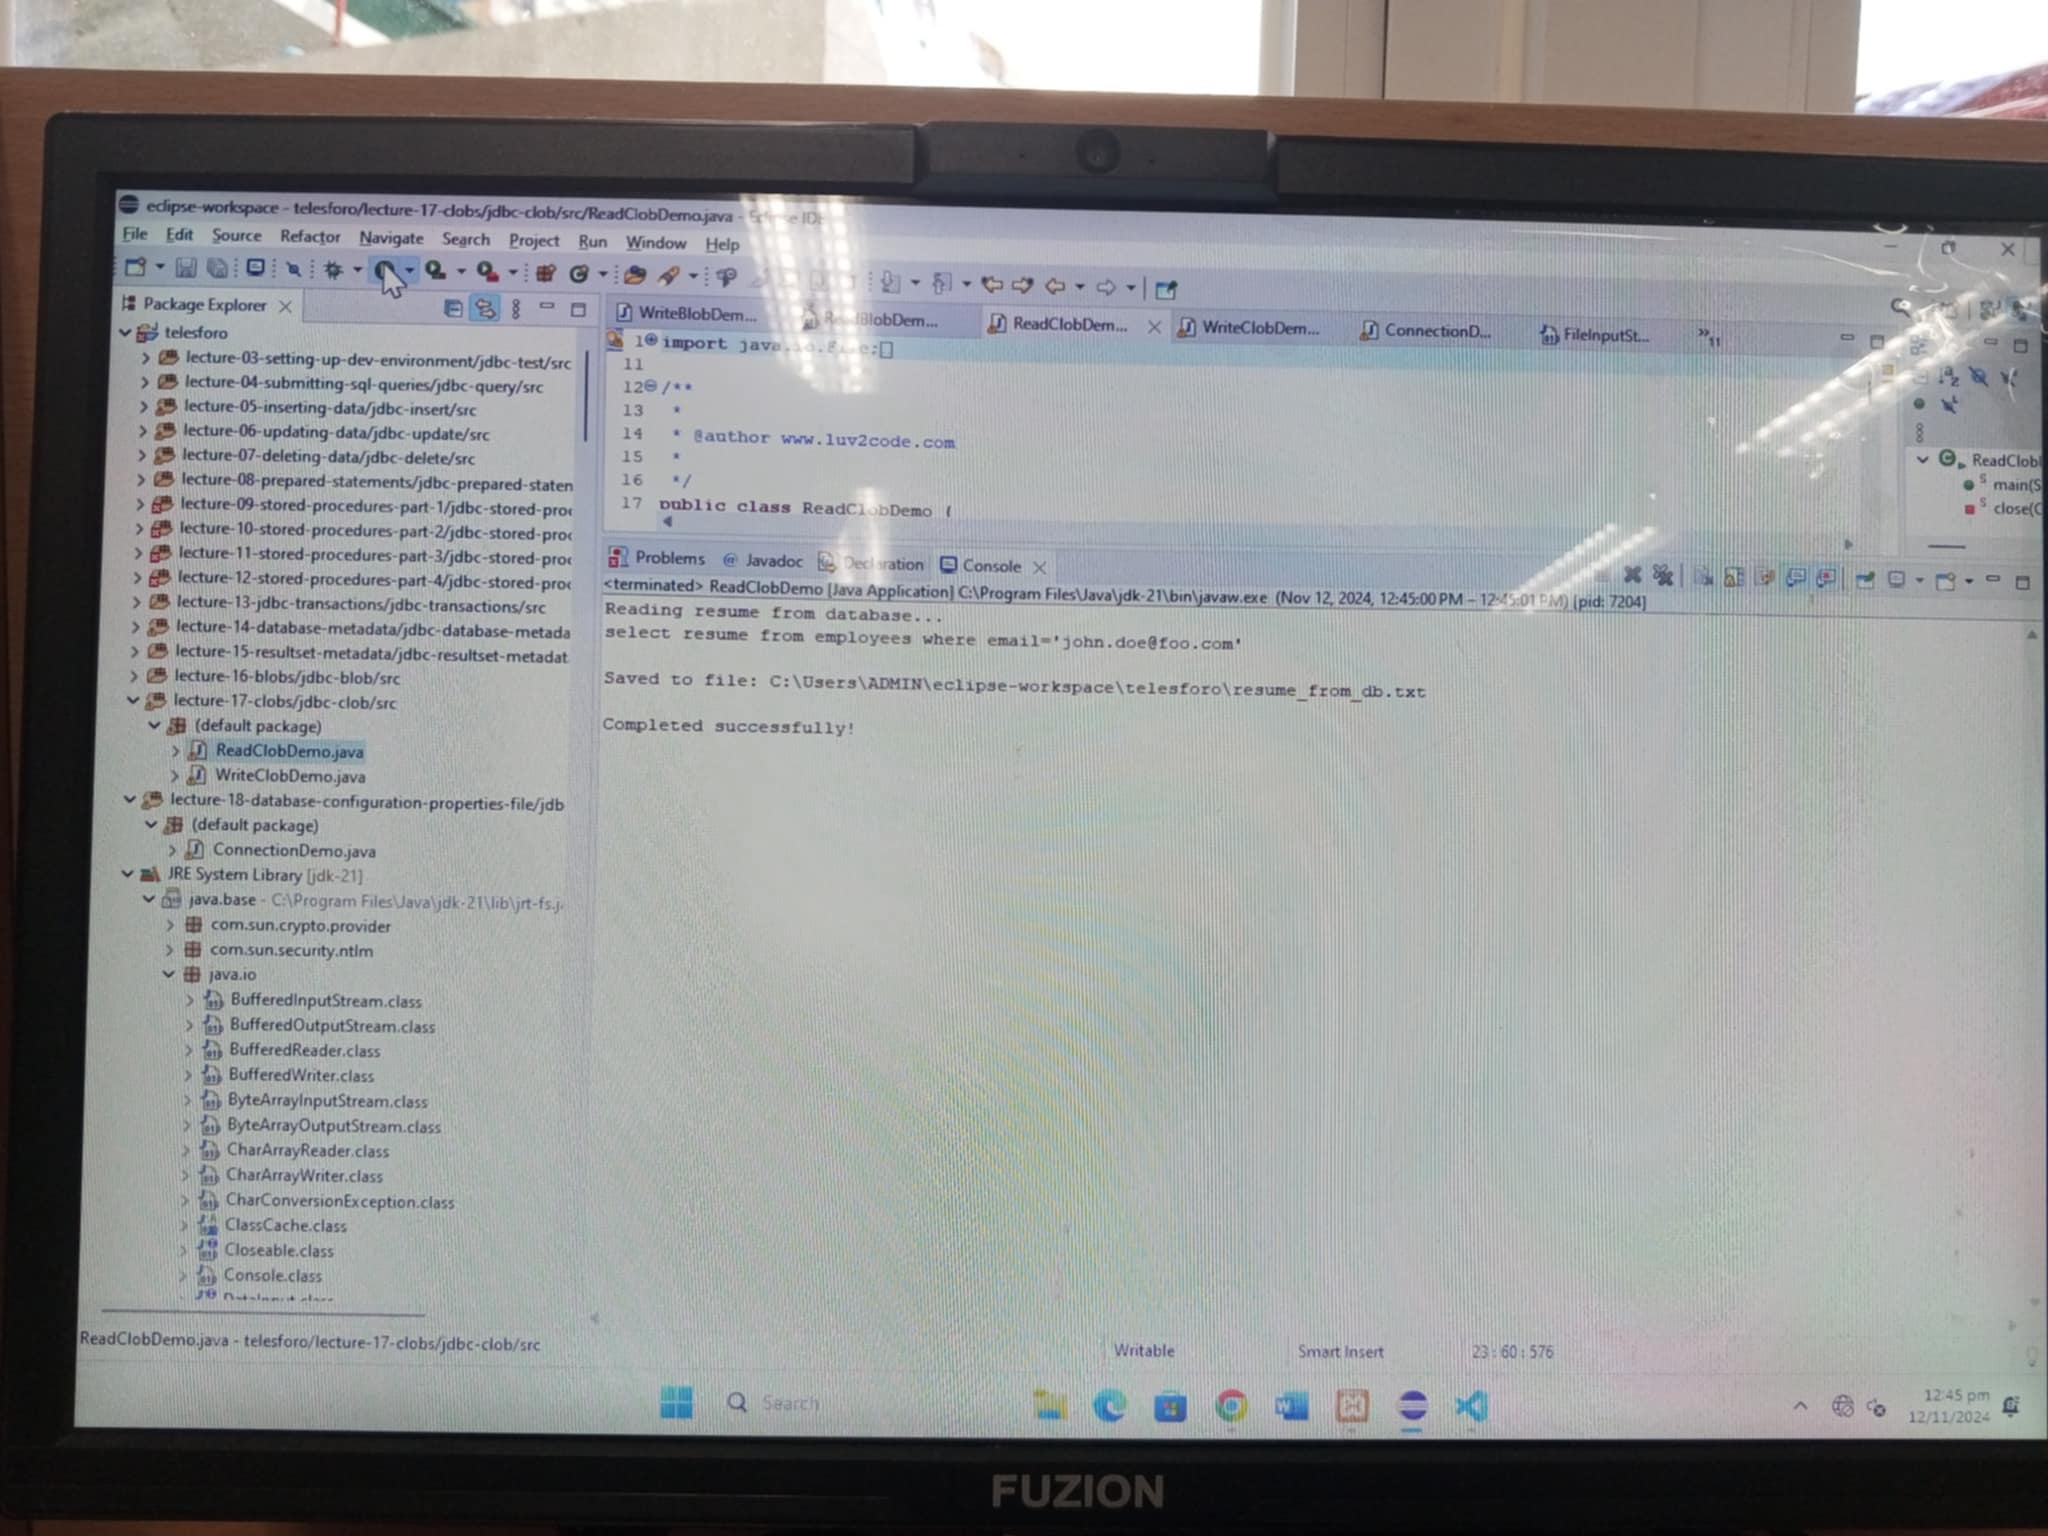 eclipse-workspace - telesforo/lecture-17-clobs/jdbc-clob/src/ReadClobDemo.java - Eclipse IDE
File Edit Source Refactor Navigate Search Project Run Window Help
Package Explorer
telesforo
lecture-03-setting-up-dev-environment/jdbc-test/src
lecture-04-submitting-sql-queries/jdbc-query/src
lecture-05-inserting-data/jdbc-insert/src
lecture-06-updating-data/jdbc-update/src
lecture-07-deleting-data/jdbc-delete/src
lecture-08-prepared-statements/jdbc-prepared-staten
lecture-09-stored-procedures-part-1/jdbc-stored-proc
lecture-10-stored-procedures-part-2/jdbc-stored-proc
lecture-11-stored-procedures-part-3/jdbc-stored-proc
lecture-12-stored-procedures-part-4/jdbc-stored-proc
lecture-13-jdbc-transactions/jdbc-transactions/src
lecture-14-database-metadata/jdbc-database-metada
lecture-15-resultset-metadata/jdbc-resultset-metadat
lecture-16-blobs/jdbc-blob/src
lecture-17-clobs/jdbc-clob/src
(default package)
ReadClobDemo.java
WriteClobDemo.java
lecture-18-database-configuration-properties-file/jdb
(default package)
ConnectionDemo.java
JRE System Library [jdk-21]
java.base - C:\Program Files\Java\jdk-21\lib\jrt-fs.j
com.sun.crypto.provider
com.sun.security.ntlm
java.io
BufferedInputStream.class
BufferedOutputStream.class
BufferedReader.class
BufferedWriter.class
ByteArrayInputStream.class
ByteArrayOutputStream.class
CharArrayReader.class
CharArrayWriter.class
CharConversionException.class
ClassCache.class
Closeable.class
Console.class
WriteBlobDem... ReadBlobDem... ReadClobDem... WriteClobDem... ConnectionD... FileInputSt... »11
1 import java.io.File;
11
12 /**
13 *
14 * @author www.luv2code.com
15 *
16 */
17 public class ReadClobDemo {
ReadClobI
main(S
close(C
Problems @ Javadoc Declaration Console
<terminated> ReadClobDemo [Java Application] C:\Program Files\Java\jdk-21\bin\javaw.exe (Nov 12, 2024, 12:45:00 PM – 12:45:01 PM) [pid: 7204]
Reading resume from database...
select resume from employees where email='john.doe@foo.com'
Saved to file: C:\Users\ADMIN\eclipse-workspace\telesforo\resume_from_db.txt
Completed successfully!
ReadClobDemo.java - telesforo/lecture-17-clobs/jdbc-clob/src
Writable Smart Insert 23 : 60 : 576
Search
12:45 pm
12/11/2024
FUZION